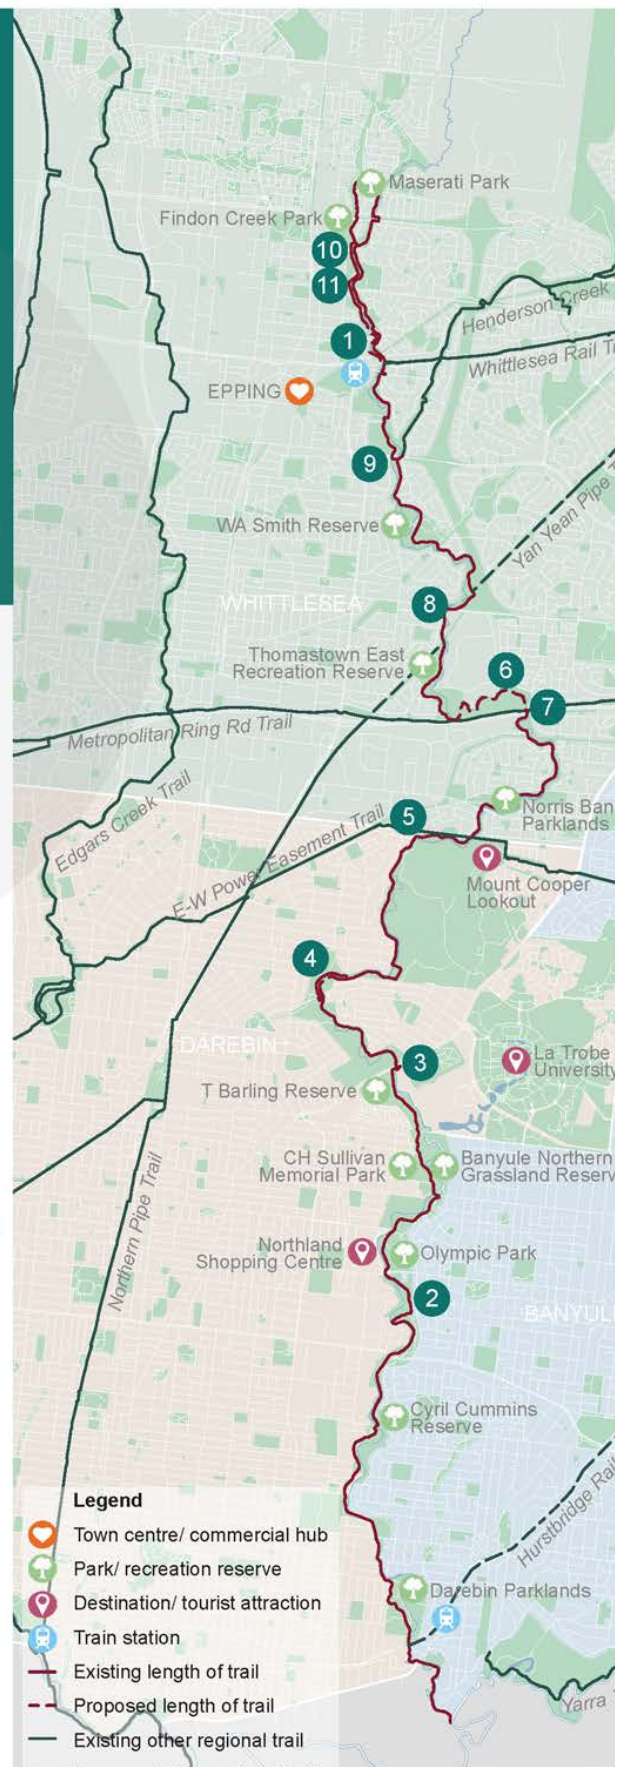 Maserati Park
Findon Creek Park
10
11
Henderson Creek
1
Whittlesea Rail
EPPING
9
WA Smith Reserve
Yan Yean Pipe
WHITTLESEA
8
Thomastown East
Recreation Reserve
6
7
Metropolitan Ring Rd Trail
Edgars Creek Trail
5
Norris Ban
Parklands
E-W Power Easement Trail
Mount Cooper
Lookout
4
DAREBIN
3
La Trobe
University
T Barling Reserve
CH Sullivan
Memorial Park
Banyule Northern
Grassland Reserv
Northern Pipe Trail
Northland
Shopping Centre
Olympic Park
2
BANYUL
Cyril Cummins
Reserve
Hurstbridge Rail
Darebin Parklands
Yarra
Legend
Town centre/ commercial hub
Park/ recreation reserve
Destination/ tourist attraction
Train station
Existing length of trail
Proposed length of trail
Existing other regional trail